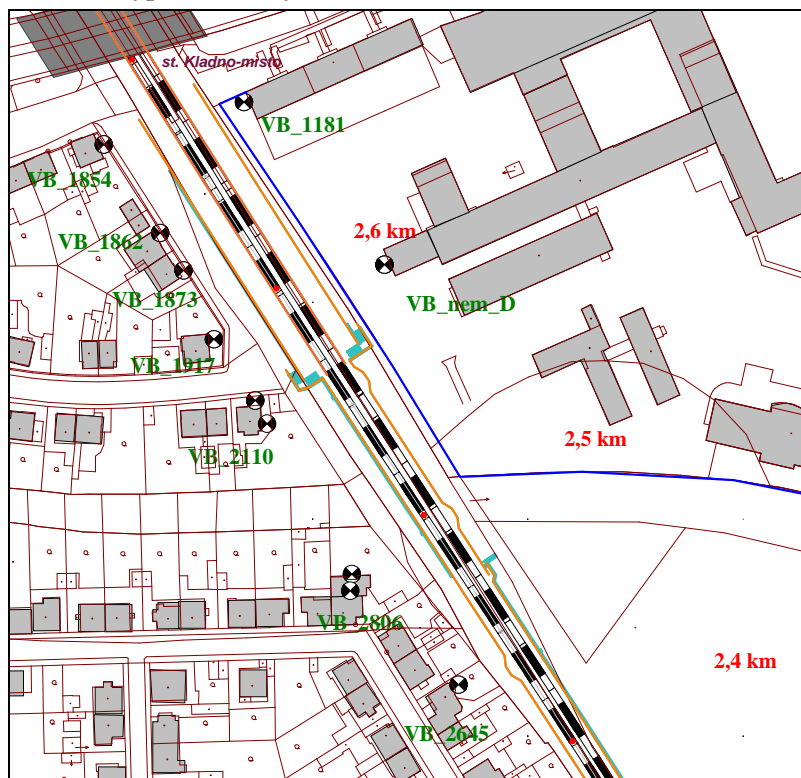 st. Kladno-misto
VB_1181
VB_1854
VB_1862
2,6 km
VB_1873
VB_nem_D
VB_1917
2,5 km
VB_2110
VB_2806
2,4 km
VB_2645